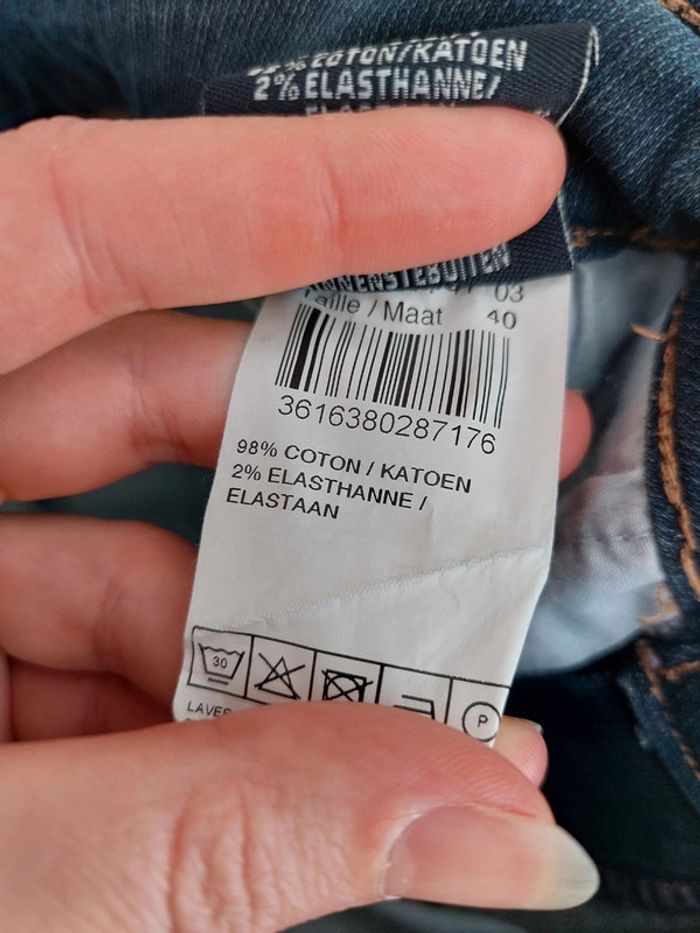 % COTON/KATOEN
2% ELASTHANNE/
03
Taille / Maat 40
3616380287176
98% COTON / KATOEN
2% ELASTHANNE /
ELASTAAN
30
P